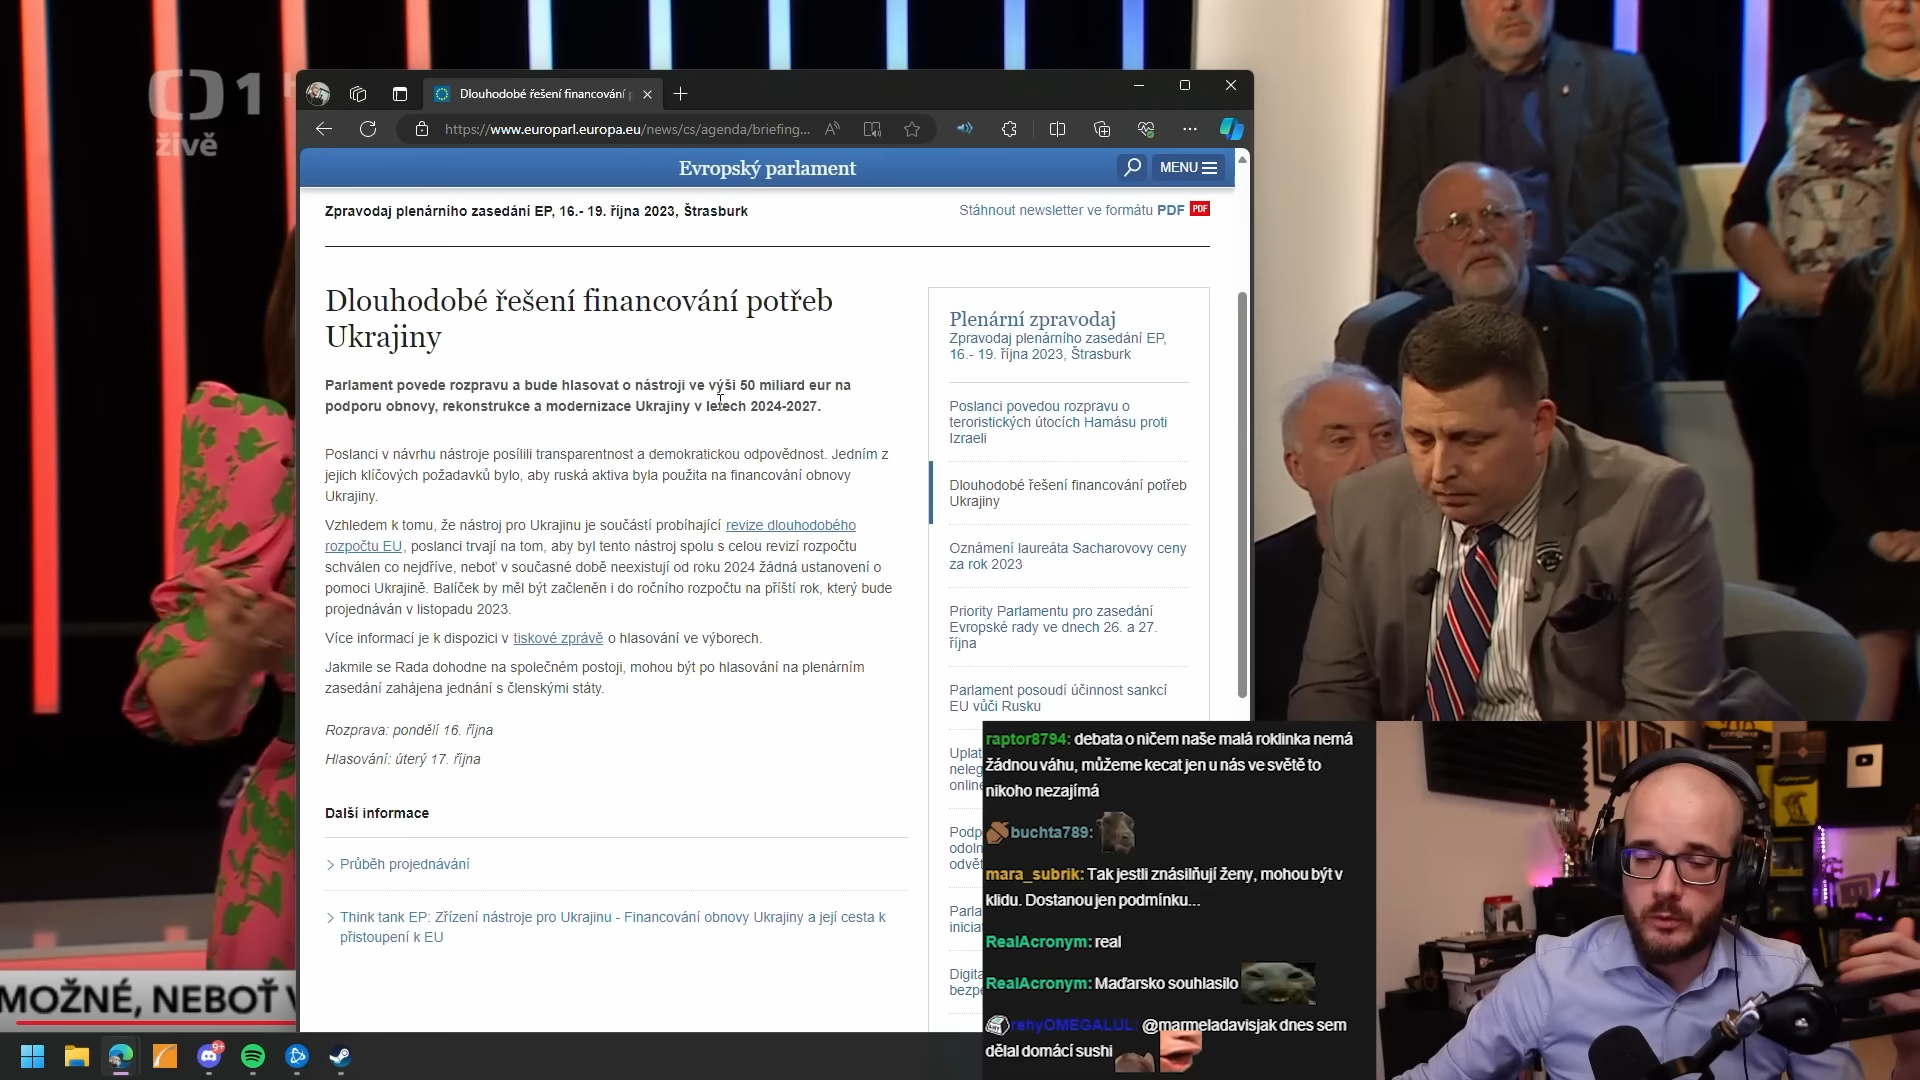 1
živě
Dlouhodobé řešení financování p
https://www.europarl.europa.eu/news/cs/agenda/briefing...
Evropský parlament
MENU
Zpravodaj plenárního zasedání EP, 16.- 19. října 2023, Štrasburk
Stáhnout newsletter ve formátu PDF PDF
Dlouhodobé řešení financování potřeb
Ukrajiny
Parlament povede rozpravu a bude hlasovat o nástroji ve výši 50 miliard eur na
podporu obnovy, rekonstrukce a modernizace Ukrajiny v letech 2024-2027.
Poslanci v návrhu nástroje posílili transparentnost a demokratickou odpovědnost. Jedním z
jejich klíčových požadavků bylo, aby ruská aktiva byla použita na financování obnovy
Ukrajiny.
Vzhledem k tomu, že nástroj pro Ukrajinu je součástí probíhající revize dlouhodobého
rozpočtu EU, poslanci trvají na tom, aby byl tento nástroj spolu s celou revizí rozpočtu
schválen co nejdříve, neboť v současné době neexistují od roku 2024 žádná ustanovení o
pomoci Ukrajině. Balíček by měl být začleněn i do ročního rozpočtu na příští rok, který bude
projednáván v listopadu 2023.
Více informací je k dispozici v tiskové zprávě o hlasování ve výborech.
Jakmile se Rada dohodne na společném postoji, mohou být po hlasování na plenárním
zasedání zahájena jednání s členskými státy.
Rozprava: pondělí 16. října
Hlasování: úterý 17. října
Další informace
Průběh projednávání
Think tank EP: Zřízení nástroje pro Ukrajinu - Financování obnovy Ukrajiny a její cesta k
přistoupení k EU
Plenární zpravodaj
Zpravodaj plenárního zasedání EP,
16.- 19. října 2023, Štrasburk
Poslanci povedou rozpravu o
teroristických útocích Hamásu proti
Izraeli
Dlouhodobé řešení financování potřeb
Ukrajiny
Oznámení laureáta Sacharovovy ceny
za rok 2023
Priority Parlamentu pro zasedání
Evropské rady ve dnech 26. a 27.
října
Parlament posoudí účinnost sankcí
EU vůči Rusku
Uplat
neleg
online
Podp
odoln
odvět
Parla
inicia
Digita
bezpe
raptor8794: debata o ničem naše malá roklinka nemá
žádnou váhu, můžeme kecat jen u nás ve světě to
nikoho nezajímá
buchta789:
mara_subrik: Tak jestli znásilňují ženy, mohou být v
klidu. Dostanou jen podmínku...
RealAcronym: real
RealAcronym: Maďarsko souhlasilo
rehyOMEGALUL: @marmeladavisjak dnes sem
dělal domácí sushi
MOŽNÉ, NEBOŤ V
9+